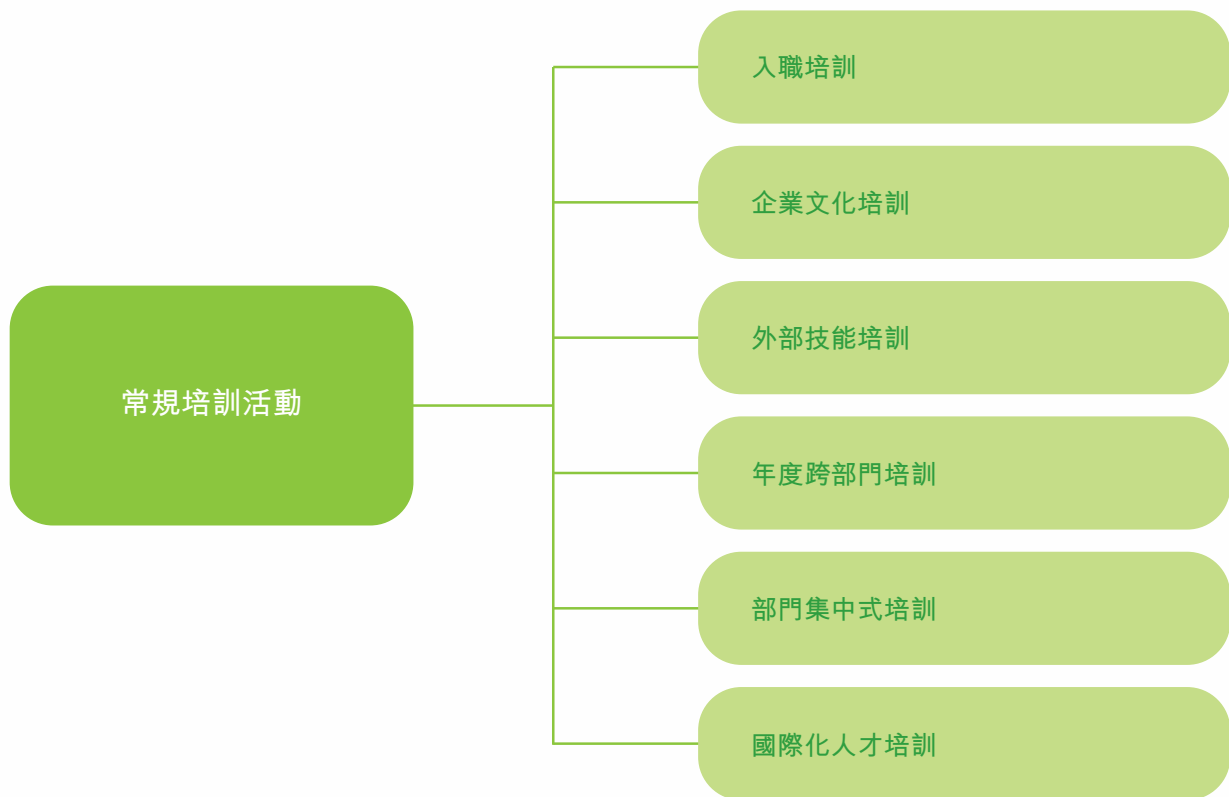 常規培訓活動
入職培訓
企業文化培訓
外部技能培訓
年度跨部門培訓
部門集中式培訓
國際化人才培訓